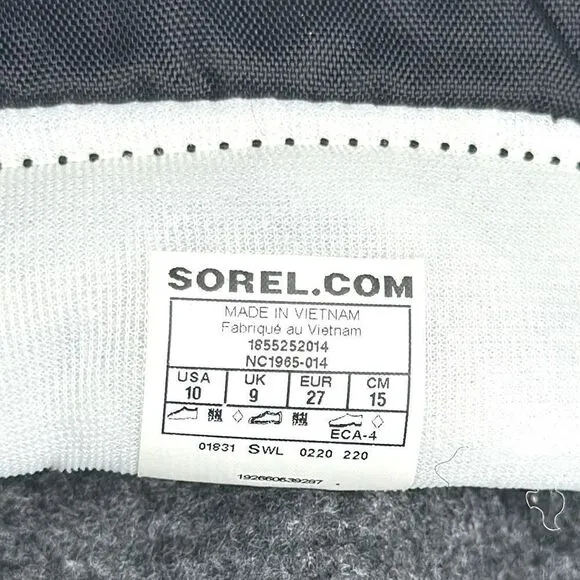 SOREL.COM
MADE IN VIETNAM
Fabriqué au Vietnam
1855252014
NC1965-014
USA UK EUR CM
10 9 27 15
ECA-4
01831 SWL 0220 220
192660639287